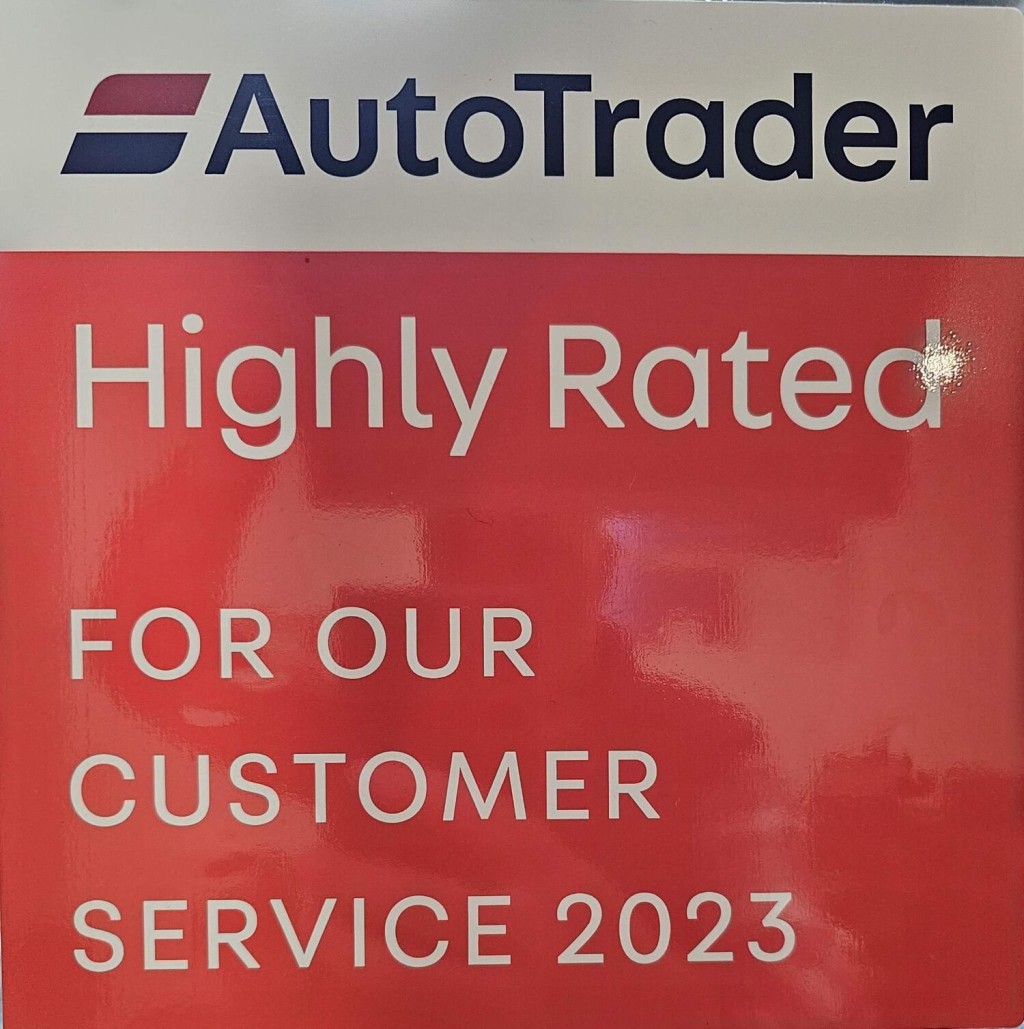 AutoTrader
Highly Rated
FOR OUR
CUSTOMER
SERVICE 2023